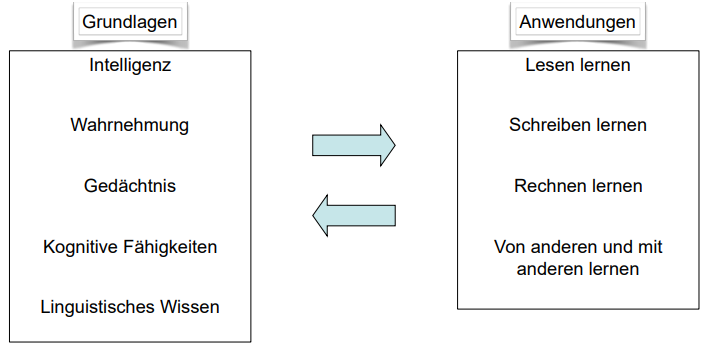 Grundlagen
Intelligenz
Wahrnehmung
Gedächtnis
Kognitive Fähigkeiten
Linguistisches Wissen
Anwendungen
Lesen lernen
Schreiben lernen
Rechnen lernen
Von anderen und mit
anderen lernen